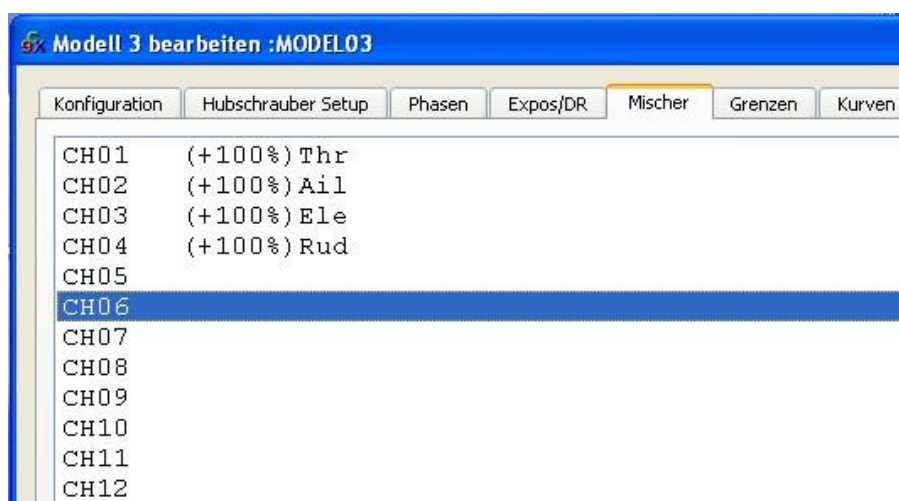 Modell 3 bearbeiten :MODEL03
Konfiguration Hubschrauber Setup Phasen Expos/DR Mischer Grenzen Kurven
CH01 (+100%)Thr
CH02 (+100%)Ail
CH03 (+100%)Ele
CH04 (+100%)Rud
CH05
CH06
CH07
CH08
CH09
CH10
CH11
CH12